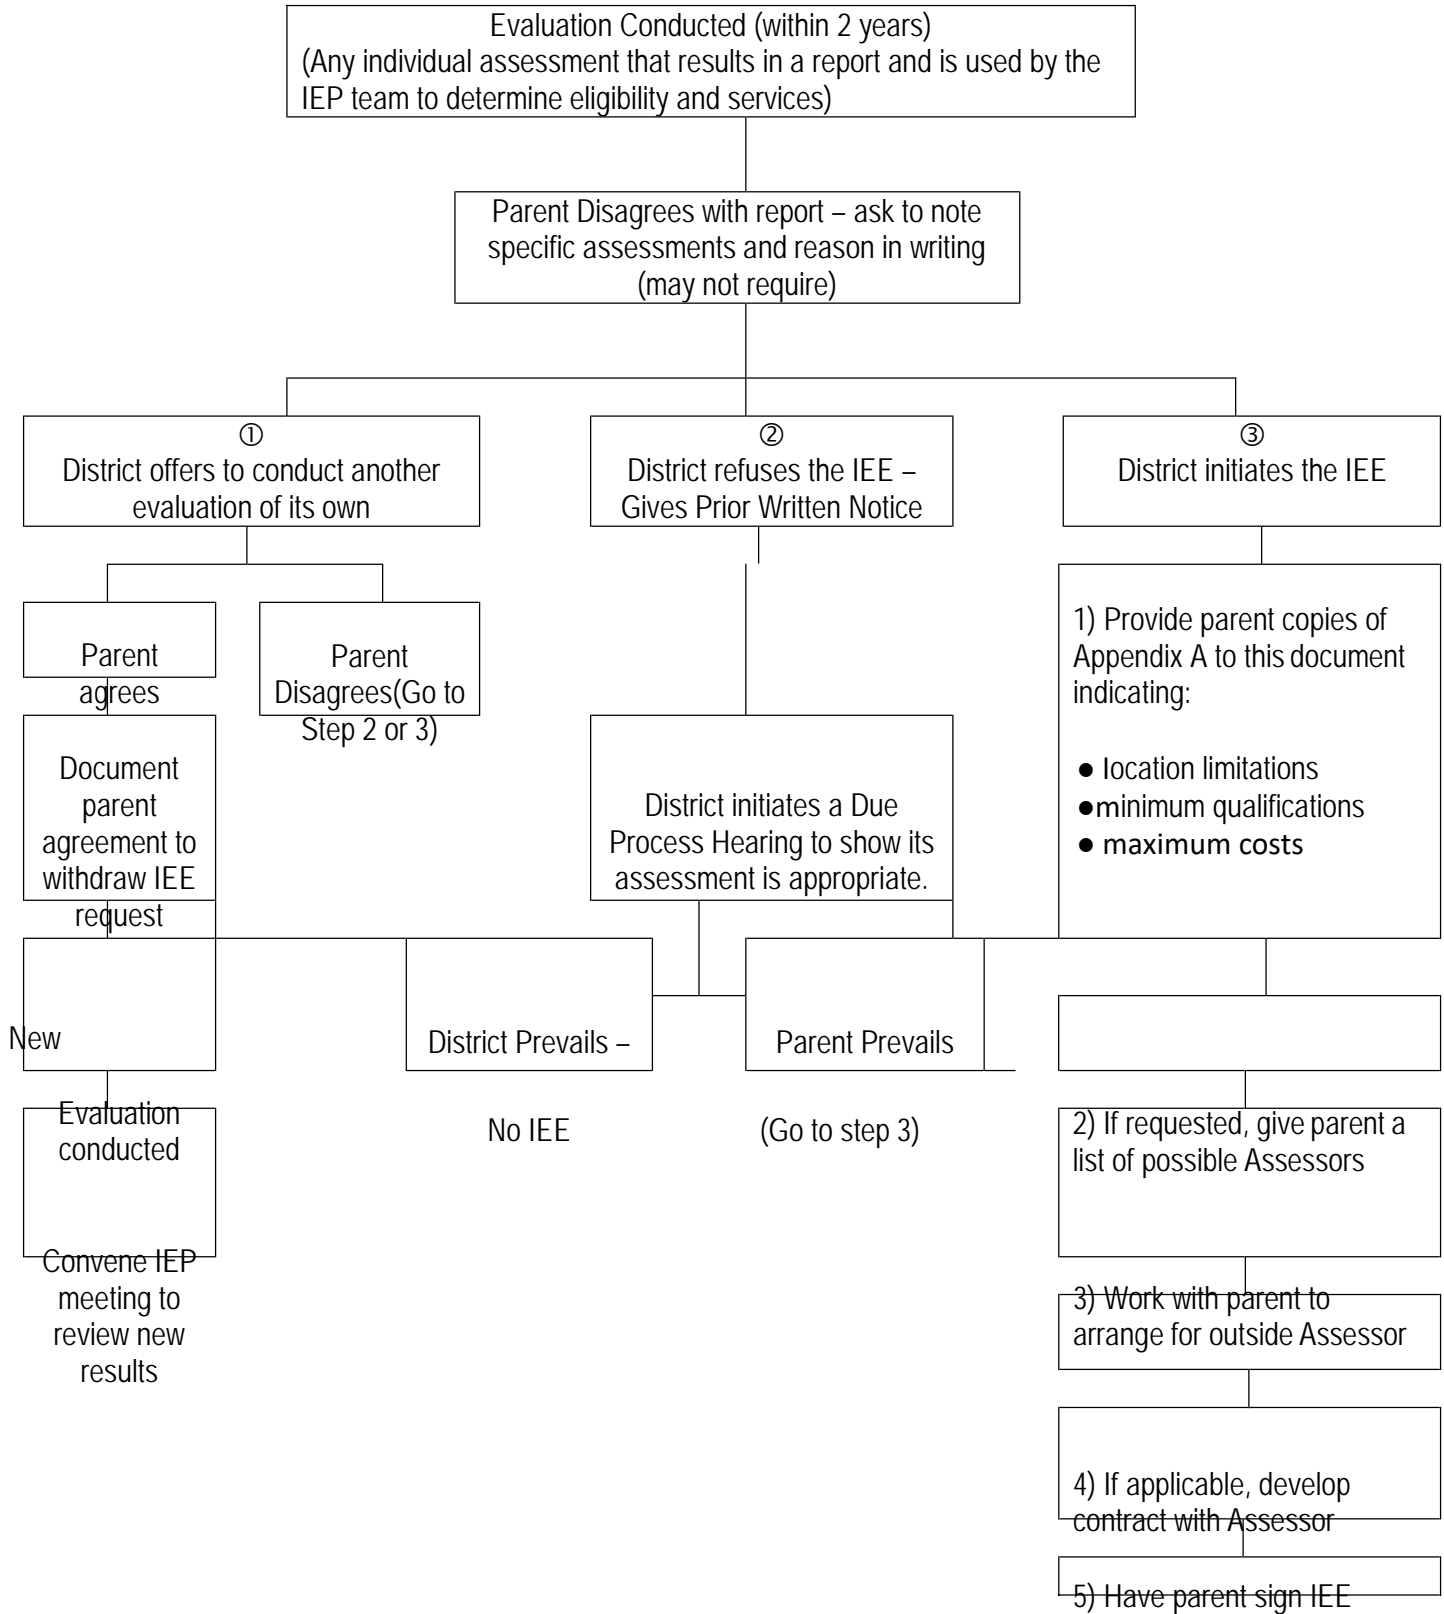 Evaluation Conducted (within 2 years)
(Any individual assessment that results in a report and is used by the
IEP team to determine eligibility and services)
Parent Disagrees with report – ask to note
specific assessments and reason in writing
(may not require)
①
District offers to conduct another
evaluation of its own
②
District refuses the IEE –
Gives Prior Written Notice
③
District initiates the IEE
Parent
agrees
Parent
Disagrees(Go to
Step 2 or 3)
Document
parent
agreement to
withdraw IEE
request
District initiates a Due
Process Hearing to show its
assessment is appropriate.
1) Provide parent copies of
Appendix A to this document
indicating:
● location limitations
●minimum qualifications
● maximum costs
New
Evaluation
conducted
District Prevails –
No IEE
Parent Prevails
(Go to step 3)
2) If requested, give parent a
list of possible Assessors
Convene IEP
meeting to
review new
results
3) Work with parent to
arrange for outside Assessor
4) If applicable, develop
contract with Assessor
5) Have parent sign IEE